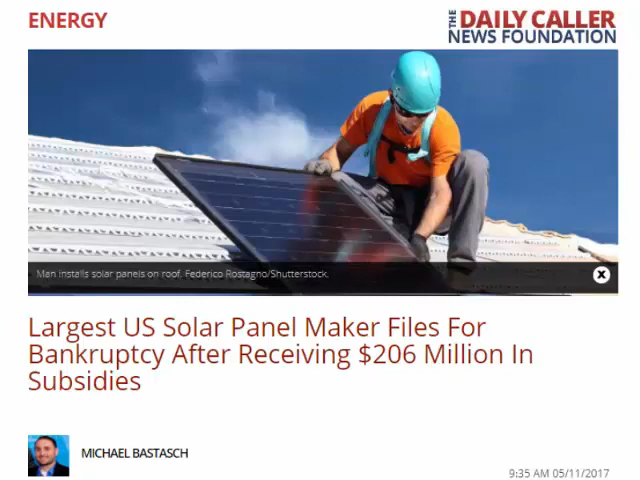 ENERGY
THE DAILY CALLER
NEWS FOUNDATION
Man installs solar panels on roof. Federico Rostagno/Shutterstock.
Largest US Solar Panel Maker Files For
Bankruptcy After Receiving $206 Million In
Subsidies
MICHAEL BASTASCH
9:35 AM 05/11/2017